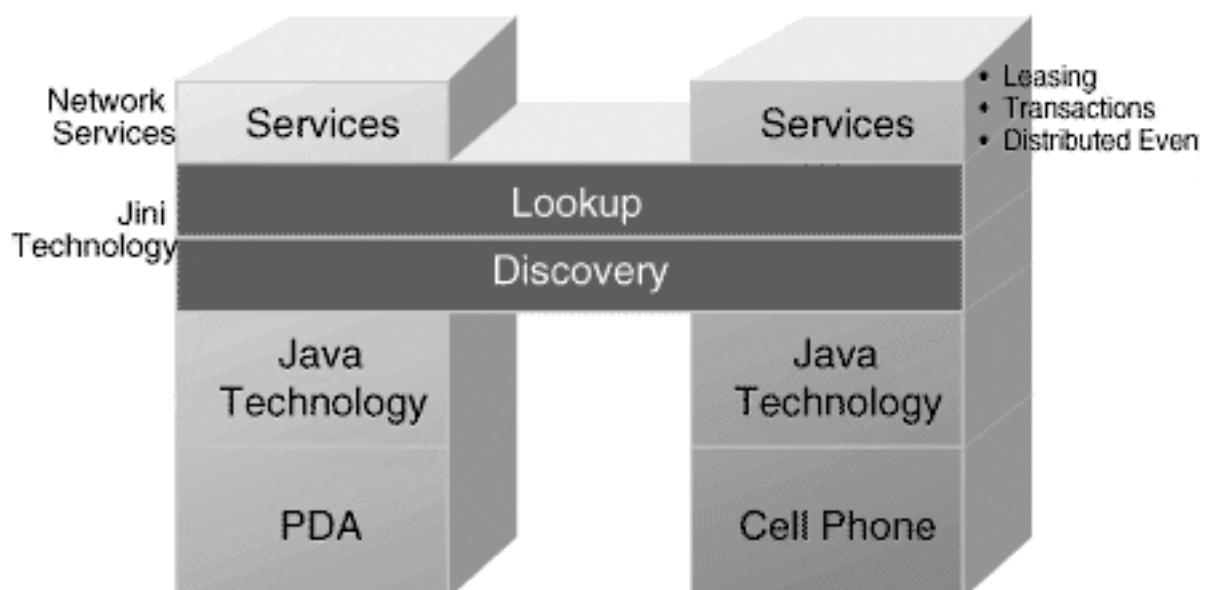 Network
Services
Services
Services
• Leasing
• Transactions
• Distributed Even
Lookup
Jini
Technology
Discovery
Java
Technology
Java
Technology
PDA
Cell Phone